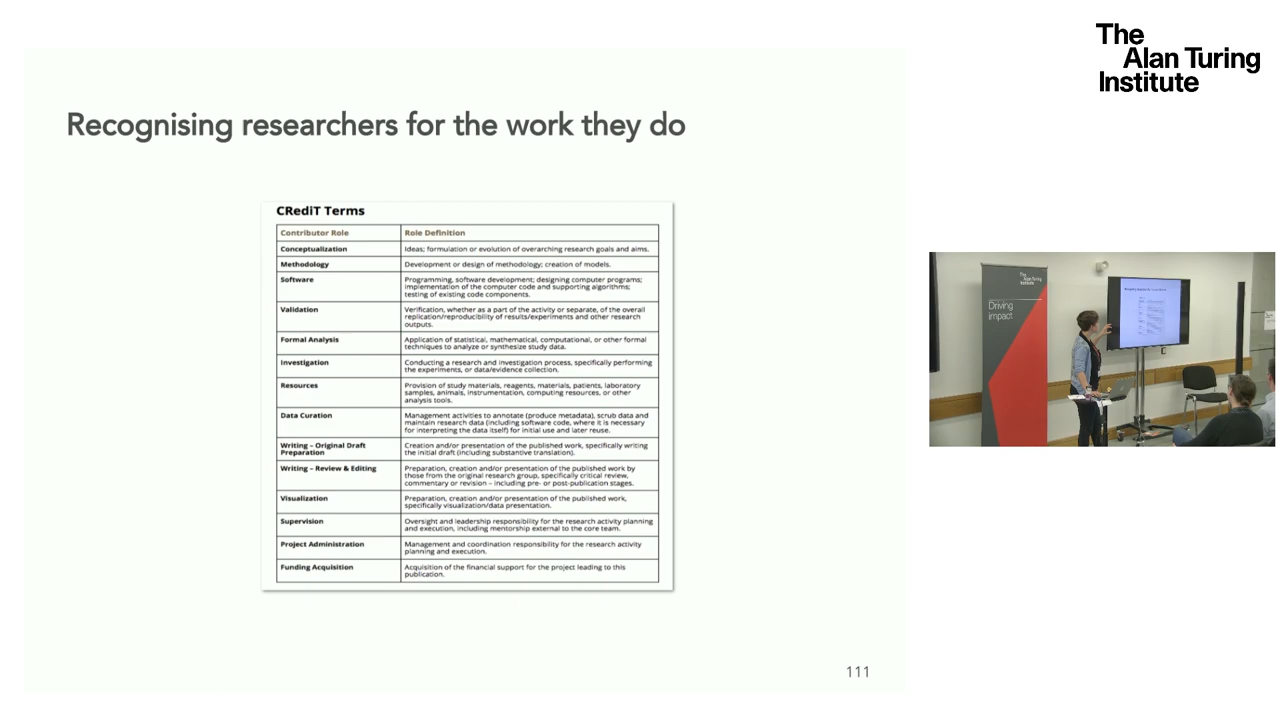 The
Alan Turing
Institute
Recognising researchers for the work they do
CRediT Terms
Contributor Role
Role Definition
Conceptualization
Ideas; formulation or evolution of overarching research goals and aims.
Methodology
Development or design of methodology; creation of models.
Software
Programming, software development; designing computer programs;
implementation of the computer code and supporting algorithms;
testing of existing code components.
Validation
Verification, whether as a part of the activity or separate, of the overall
replication/reproducibility of results/experiments and other research
outputs.
Formal Analysis
Application of statistical, mathematical, computational, or other formal
techniques to analyze or synthesize study data.
Investigation
Conducting a research and investigation process, specifically performing
the experiments, or data/evidence collection.
Resources
Provision of study materials, reagents, materials, patients, laboratory
samples, animals, instrumentation, computing resources, or other
analysis tools.
Data Curation
Management activities to annotate (produce metadata), scrub data and
maintain research data (including software code, where it is necessary
for interpreting the data itself) for initial use and later reuse.
Writing – Original Draft
Preparation
Creation and/or presentation of the published work, specifically writing
the initial draft (including substantive translation).
Writing – Review & Editing
Preparation, creation and/or presentation of the published work by
those from the original research group, specifically critical review,
commentary or revision – including pre- or post-publication stages.
Visualization
Preparation, creation and/or presentation of the published work,
specifically visualization/data presentation.
Supervision
Oversight and leadership responsibility for the research activity planning
and execution, including mentorship external to the core team.
Project Administration
Management and coordination responsibility for the research activity
planning and execution.
Funding Acquisition
Acquisition of the financial support for the project leading to this
publication.
111
The
Alan Turing
Institute
Driving
impact